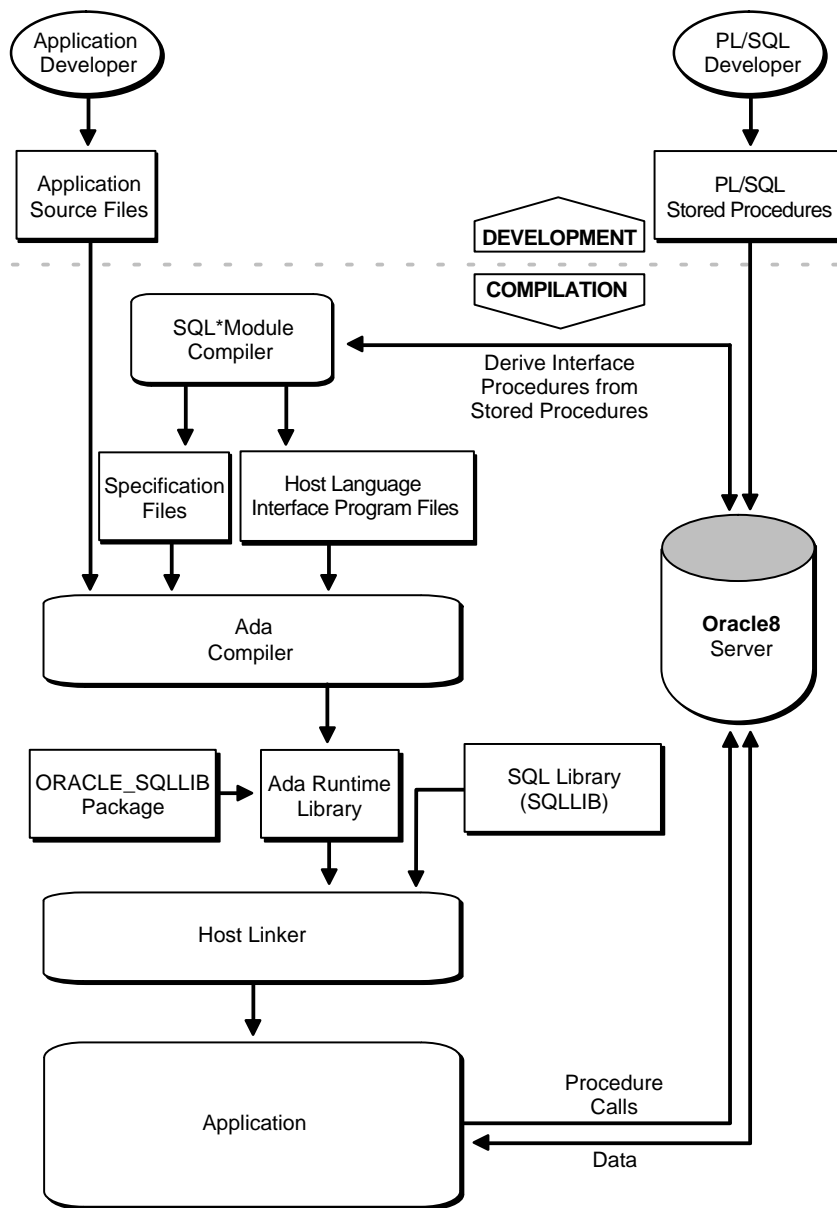 Application
Developer
PL/SQL
Developer
Application
Source Files
PL/SQL
Stored Procedures
DEVELOPMENT
COMPILATION
SQL*Module
Compiler
Derive Interface
Procedures from
Stored Procedures
Specification
Files
Host Language
Interface Program Files
Ada
Compiler
Oracle8
Server
ORACLE_SQLLIB
Package
Ada Runtime
Library
SQL Library
(SQLLIB)
Host Linker
Application
Procedure
Calls
Data